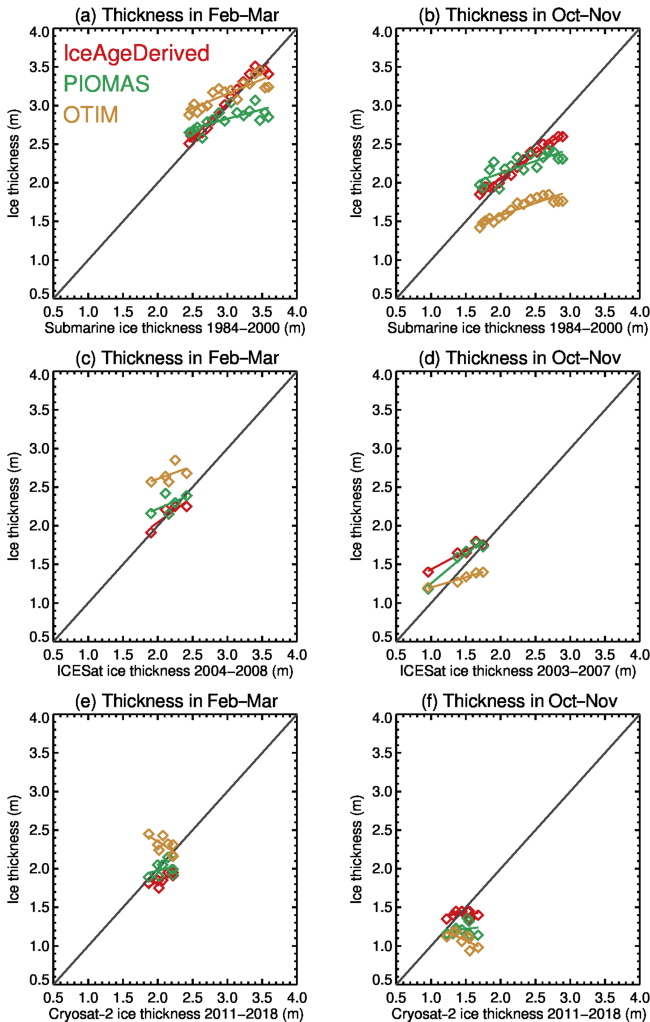 (a) Thickness in Feb–Mar
(b) Thickness in Oct–Nov
IceAgeDerived
PIOMAS
OTIM
Ice thickness (m)
4.0
3.5
3.0
2.5
2.0
1.5
1.0
0.5
0.5 1.0 1.5 2.0 2.5 3.0 3.5 4.0
Submarine ice thickness 1984–2000 (m)
Ice thickness (m)
4.0
3.5
3.0
2.5
2.0
1.5
1.0
0.5
0.5 1.0 1.5 2.0 2.5 3.0 3.5 4.0
Submarine ice thickness 1984–2000 (m)
(c) Thickness in Feb–Mar
(d) Thickness in Oct–Nov
Ice thickness (m)
4.0
3.5
3.0
2.5
2.0
1.5
1.0
0.5
0.5 1.0 1.5 2.0 2.5 3.0 3.5 4.0
ICESat ice thickness 2004–2008 (m)
Ice thickness (m)
4.0
3.5
3.0
2.5
2.0
1.5
1.0
0.5
0.5 1.0 1.5 2.0 2.5 3.0 3.5 4.0
ICESat ice thickness 2003–2007 (m)
(e) Thickness in Feb–Mar
(f) Thickness in Oct–Nov
Ice thickness (m)
4.0
3.5
3.0
2.5
2.0
1.5
1.0
0.5
0.5 1.0 1.5 2.0 2.5 3.0 3.5 4.0
Cryosat–2 ice thickness 2011–2018 (m)
Ice thickness (m)
4.0
3.5
3.0
2.5
2.0
1.5
1.0
0.5
0.5 1.0 1.5 2.0 2.5 3.0 3.5 4.0
Cryosat–2 ice thickness 2011–2018 (m)